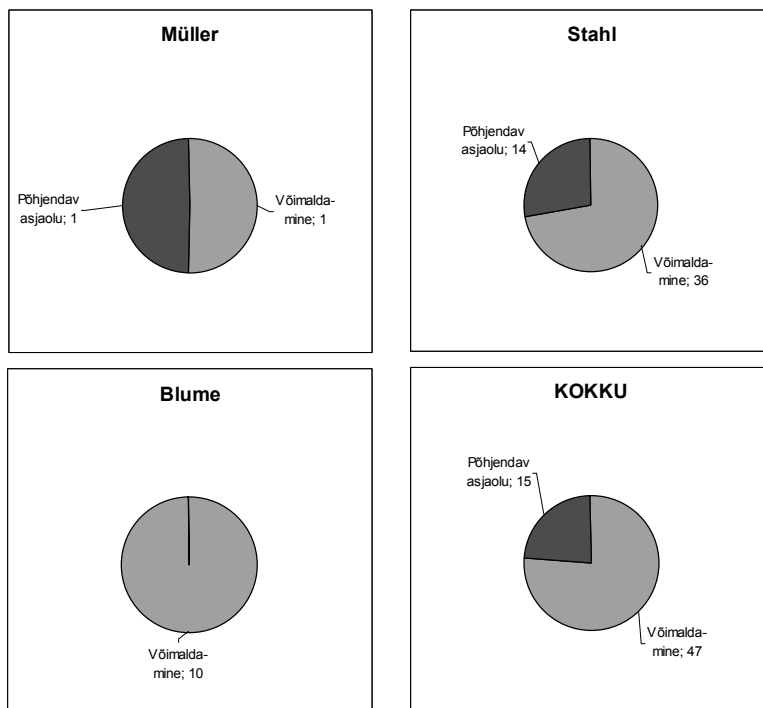 Müller
Põhjendav
asjaolu; 1
Võimalda-
mine; 1
Stahl
Põhjendav
asjaolu; 14
Võimalda-
mine; 36
Blume
Võimalda-
mine; 10
KOKKU
Põhjendav
asjaolu; 15
Võimalda-
mine; 47